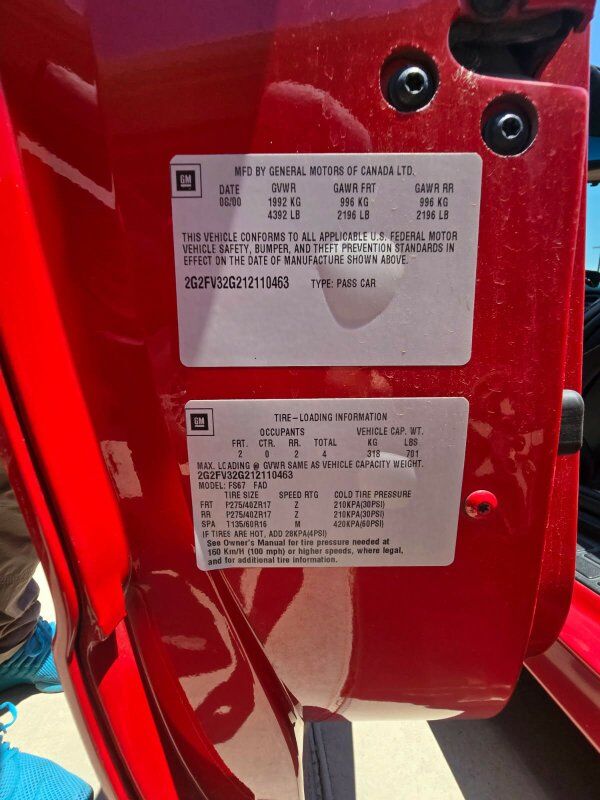 GM
MFD BY GENERAL MOTORS OF CANADA LTD.
DATE GVWR GAWR FRT GAWR RR
08/00 1992 KG 996 KG 996 KG
4392 LB 2196 LB 2196 LB
THIS VEHICLE CONFORMS TO ALL APPLICABLE U.S. FEDERAL MOTOR
VEHICLE SAFETY, BUMPER, AND THEFT PREVENTION STANDARDS IN
EFFECT ON THE DATE OF MANUFACTURE SHOWN ABOVE.
2G2FV32G212110463 TYPE: PASS CAR
GM
TIRE-LOADING INFORMATION
OCCUPANTS VEHICLE CAP. WT.
FRT. CTR. RR. TOTAL KG LBS
2 0 2 4 318 701
MAX. LOADING @ GVWR SAME AS VEHICLE CAPACITY WEIGHT.
2G2FV32G212110463
MODEL: FS67 FAD
TIRE SIZE SPEED RTG COLD TIRE PRESSURE
FRT P275/40ZR17 Z 210KPA(30PSI)
RR P275/40ZR17 Z 210KPA(30PSI)
SPA T135/60R16 M 420KPA(60PSI)
IF TIRES ARE HOT, ADD 28KPA(4PSI)
See Owner's Manual for tire pressure needed at
160 Km/H (100 mph) or higher speeds, where legal,
and for additional tire information.